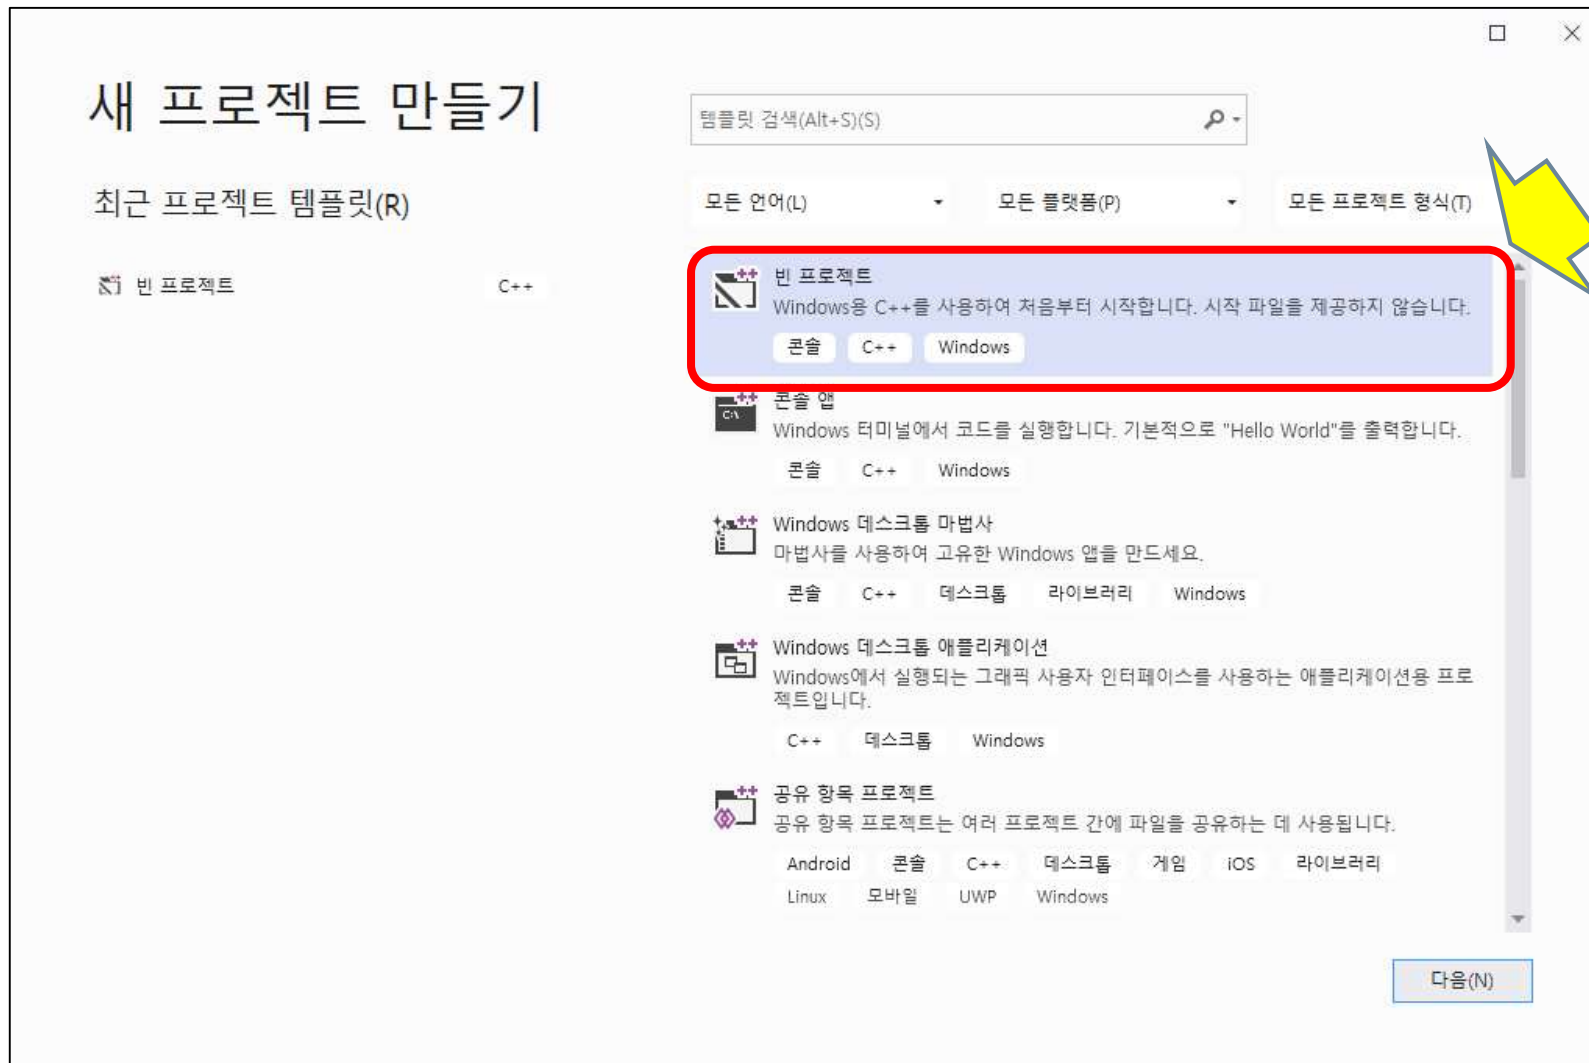 새 프로젝트 만들기
템플릿 검색(Alt+S)(S)
최근 프로젝트 템플릿(R)
모든 언어(L) 모든 플랫폼(P) 모든 프로젝트 형식(T)
빈 프로젝트 C++
빈 프로젝트
Windows용 C++를 사용하여 처음부터 시작합니다. 시작 파일을 제공하지 않습니다.
콘솔 C++ Windows
콘솔 앱
Windows 터미널에서 코드를 실행합니다. 기본적으로 "Hello World"를 출력합니다.
콘솔 C++ Windows
Windows 데스크톱 마법사
마법사를 사용하여 고유한 Windows 앱을 만드세요.
콘솔 C++ 데스크톱 라이브러리 Windows
Windows 데스크톱 애플리케이션
Windows에서 실행되는 그래픽 사용자 인터페이스를 사용하는 애플리케이션용 프로
젝트입니다.
C++ 데스크톱 Windows
공유 항목 프로젝트
공유 항목 프로젝트는 여러 프로젝트 간에 파일을 공유하는 데 사용됩니다.
Android 콘솔 C++ 데스크톱 게임 iOS 라이브러리
Linux 모바일 UWP Windows
다음(N)